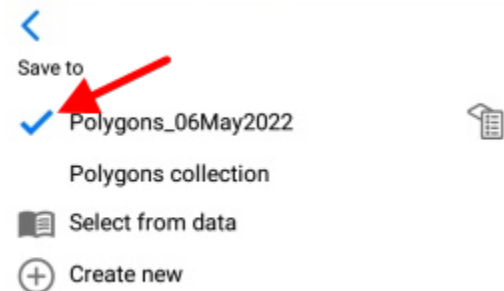 Save to
Polygons_06May2022
Polygons collection
Select from data
Create new